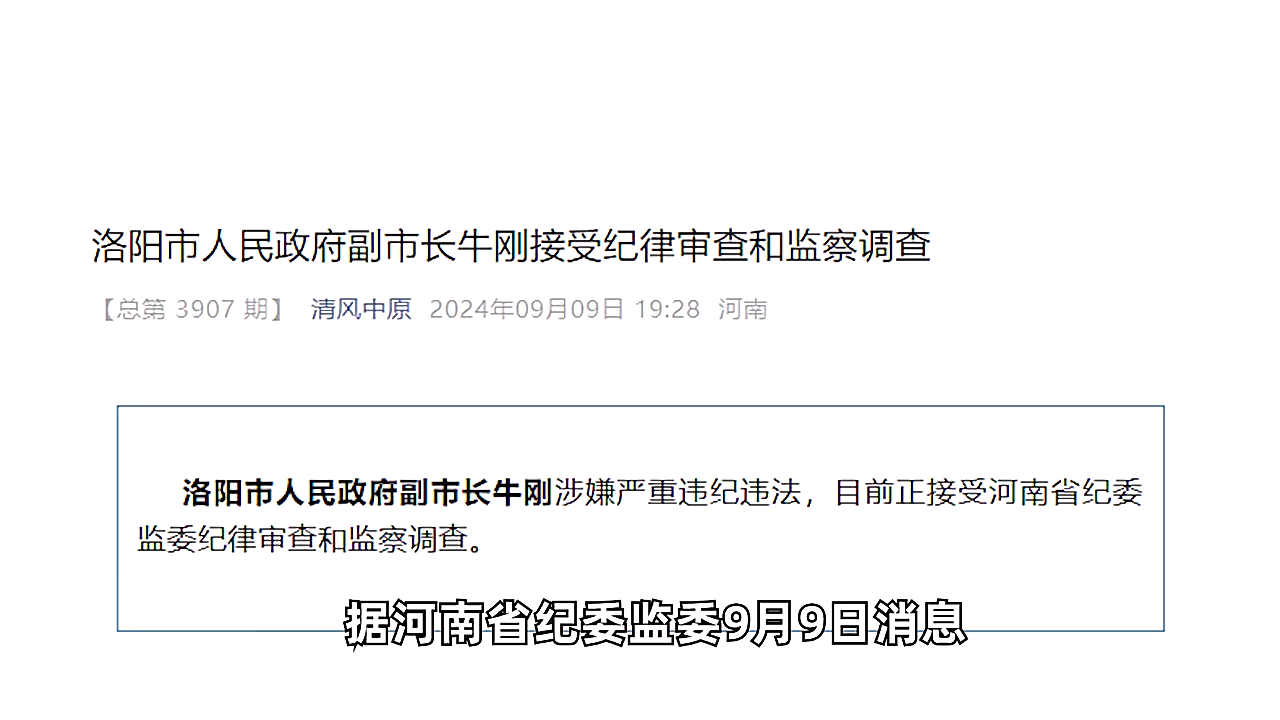 洛阳市人民政府副市长牛刚接受纪律审查和监察调查
【总第 3907 期】 清风中原 2024年09月09日 19:28 河南
洛阳市人民政府副市长牛刚涉嫌严重违纪违法，目前正接受河南省纪委
监委纪律审查和监察调查。
据河南省纪委监委9月9日消息